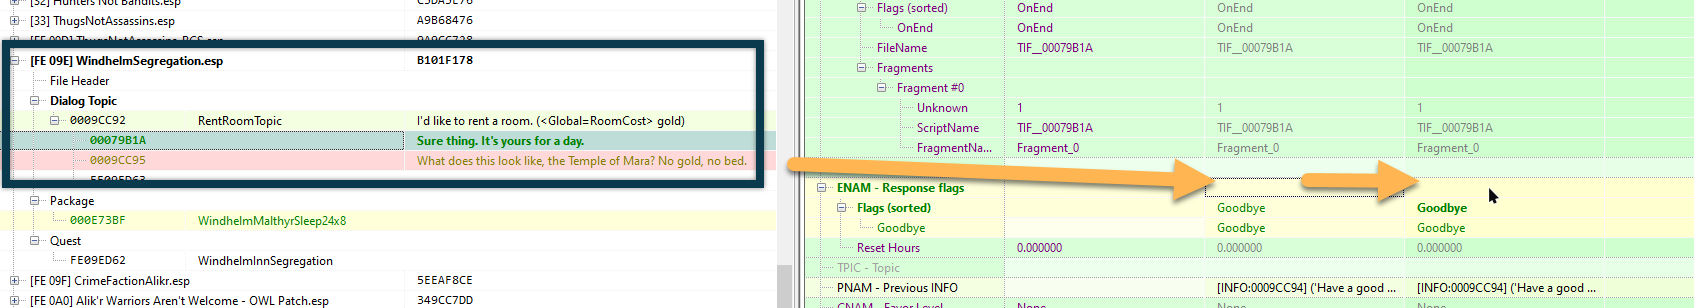 [32] Hunters Not Bandits.esp C5DA5E76
[33] ThugsNotAssassins.esp A9B68476
[FE 09D] ThugsNotAssassins
[FE 09E] WindhelmSegregation.esp B101F178
File Header
Dialog Topic
0009CC92 RentRoomTopic I'd like to rent a room. (<Global=RoomCost> gold)
00079B1A Sure thing. It's yours for a day.
0009CC95 What does this look like, the Temple of Mara? No gold, no bed.
FE09ED63
Package
000E73BF WindhelmMalthyrSleep24x8
Quest
FE09ED62 WindhelmInnSegregation
[FE 09F] CrimeFactionAlikr.esp 5EEAF8CE
[FE 0A0] Alik'r Warriors Aren't Welcome - OWL Patch.esp 349CC7DD
Flags (sorted) OnEnd OnEnd OnEnd
OnEnd OnEnd OnEnd OnEnd
FileName TIF__00079B1A TIF__00079B1A TIF__00079B1A
Fragments
Fragment #0
Unknown 1 1 1
ScriptName TIF__00079B1A TIF__00079B1A TIF__00079B1A
FragmentNa... Fragment_0 Fragment_0 Fragment_0
ENAM - Response flags
Flags (sorted) Goodbye Goodbye
Goodbye Goodbye Goodbye
Reset Hours 0.000000 0.000000 0.000000
TPIC - Topic
PNAM - Previous INFO [INFO:0009CC94] ('Have a good ... [INFO:0009CC94] ('Have a good ...
CNAM - Favor Level None None None